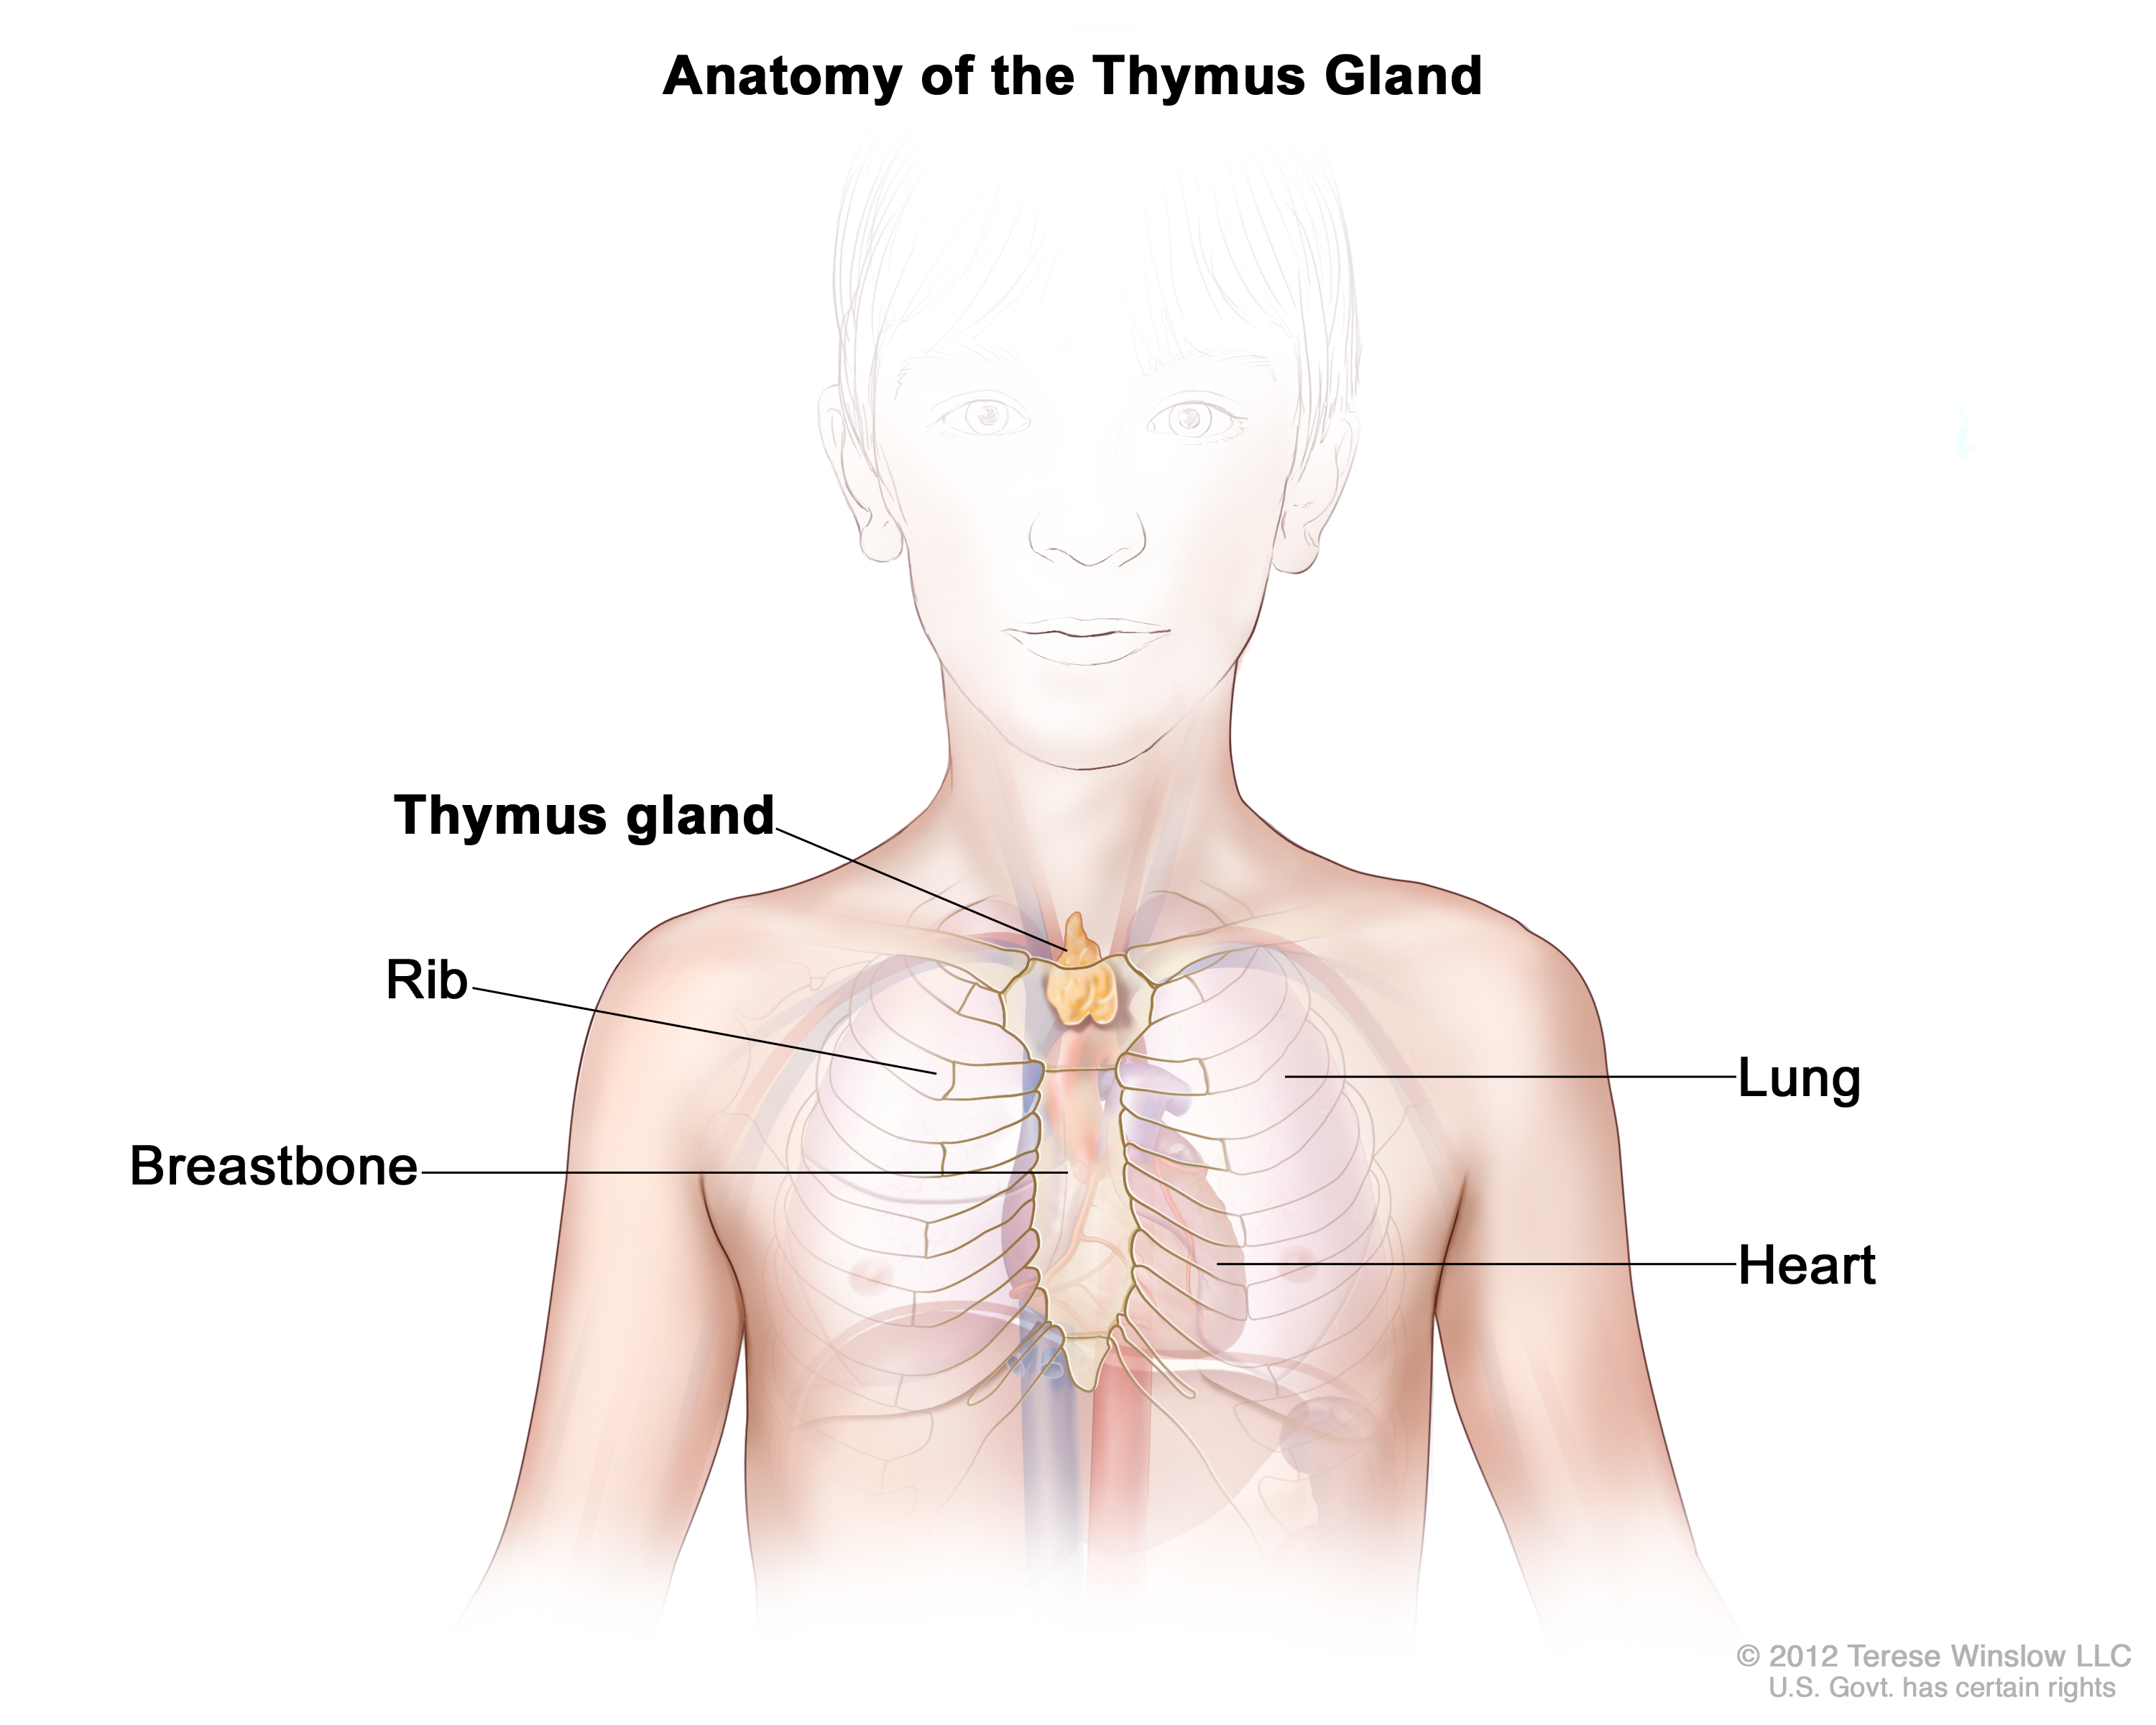 Anatomy of the Thymus Gland
Thymus gland
Rib
Breastbone
Lung
Heart
© 2012 Terese Winslow LLC
U.S. Govt. has certain rights